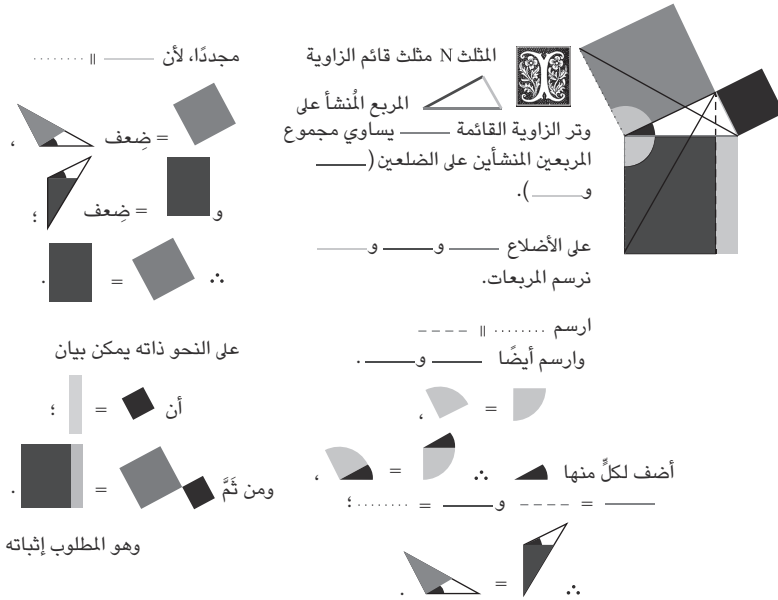 المثلث N مثلث قائم الزاوية
المربع المُنشأ على
وتر الزاوية القائمة —— يساوي مجموع
المربعين المنشأين على الضلعين (——
و ——).
على الأضلاع —— و —— و ——
نرسم المربعات.
ارسم ········ || – – – –
وارسم أيضًا —— و —— .
= ،
أضف لكلٍّ منها ∴ = ،
—— = – – – – و —— = ········ ؛
∴ = .
مجددًا، لأن —— || ········
= ضِعف ،
و = ضِعف ؛
∴ = .
على النحو ذاته يمكن بيان
أن = ؛
ومن ثَمَّ = .
وهو المطلوب إثباته